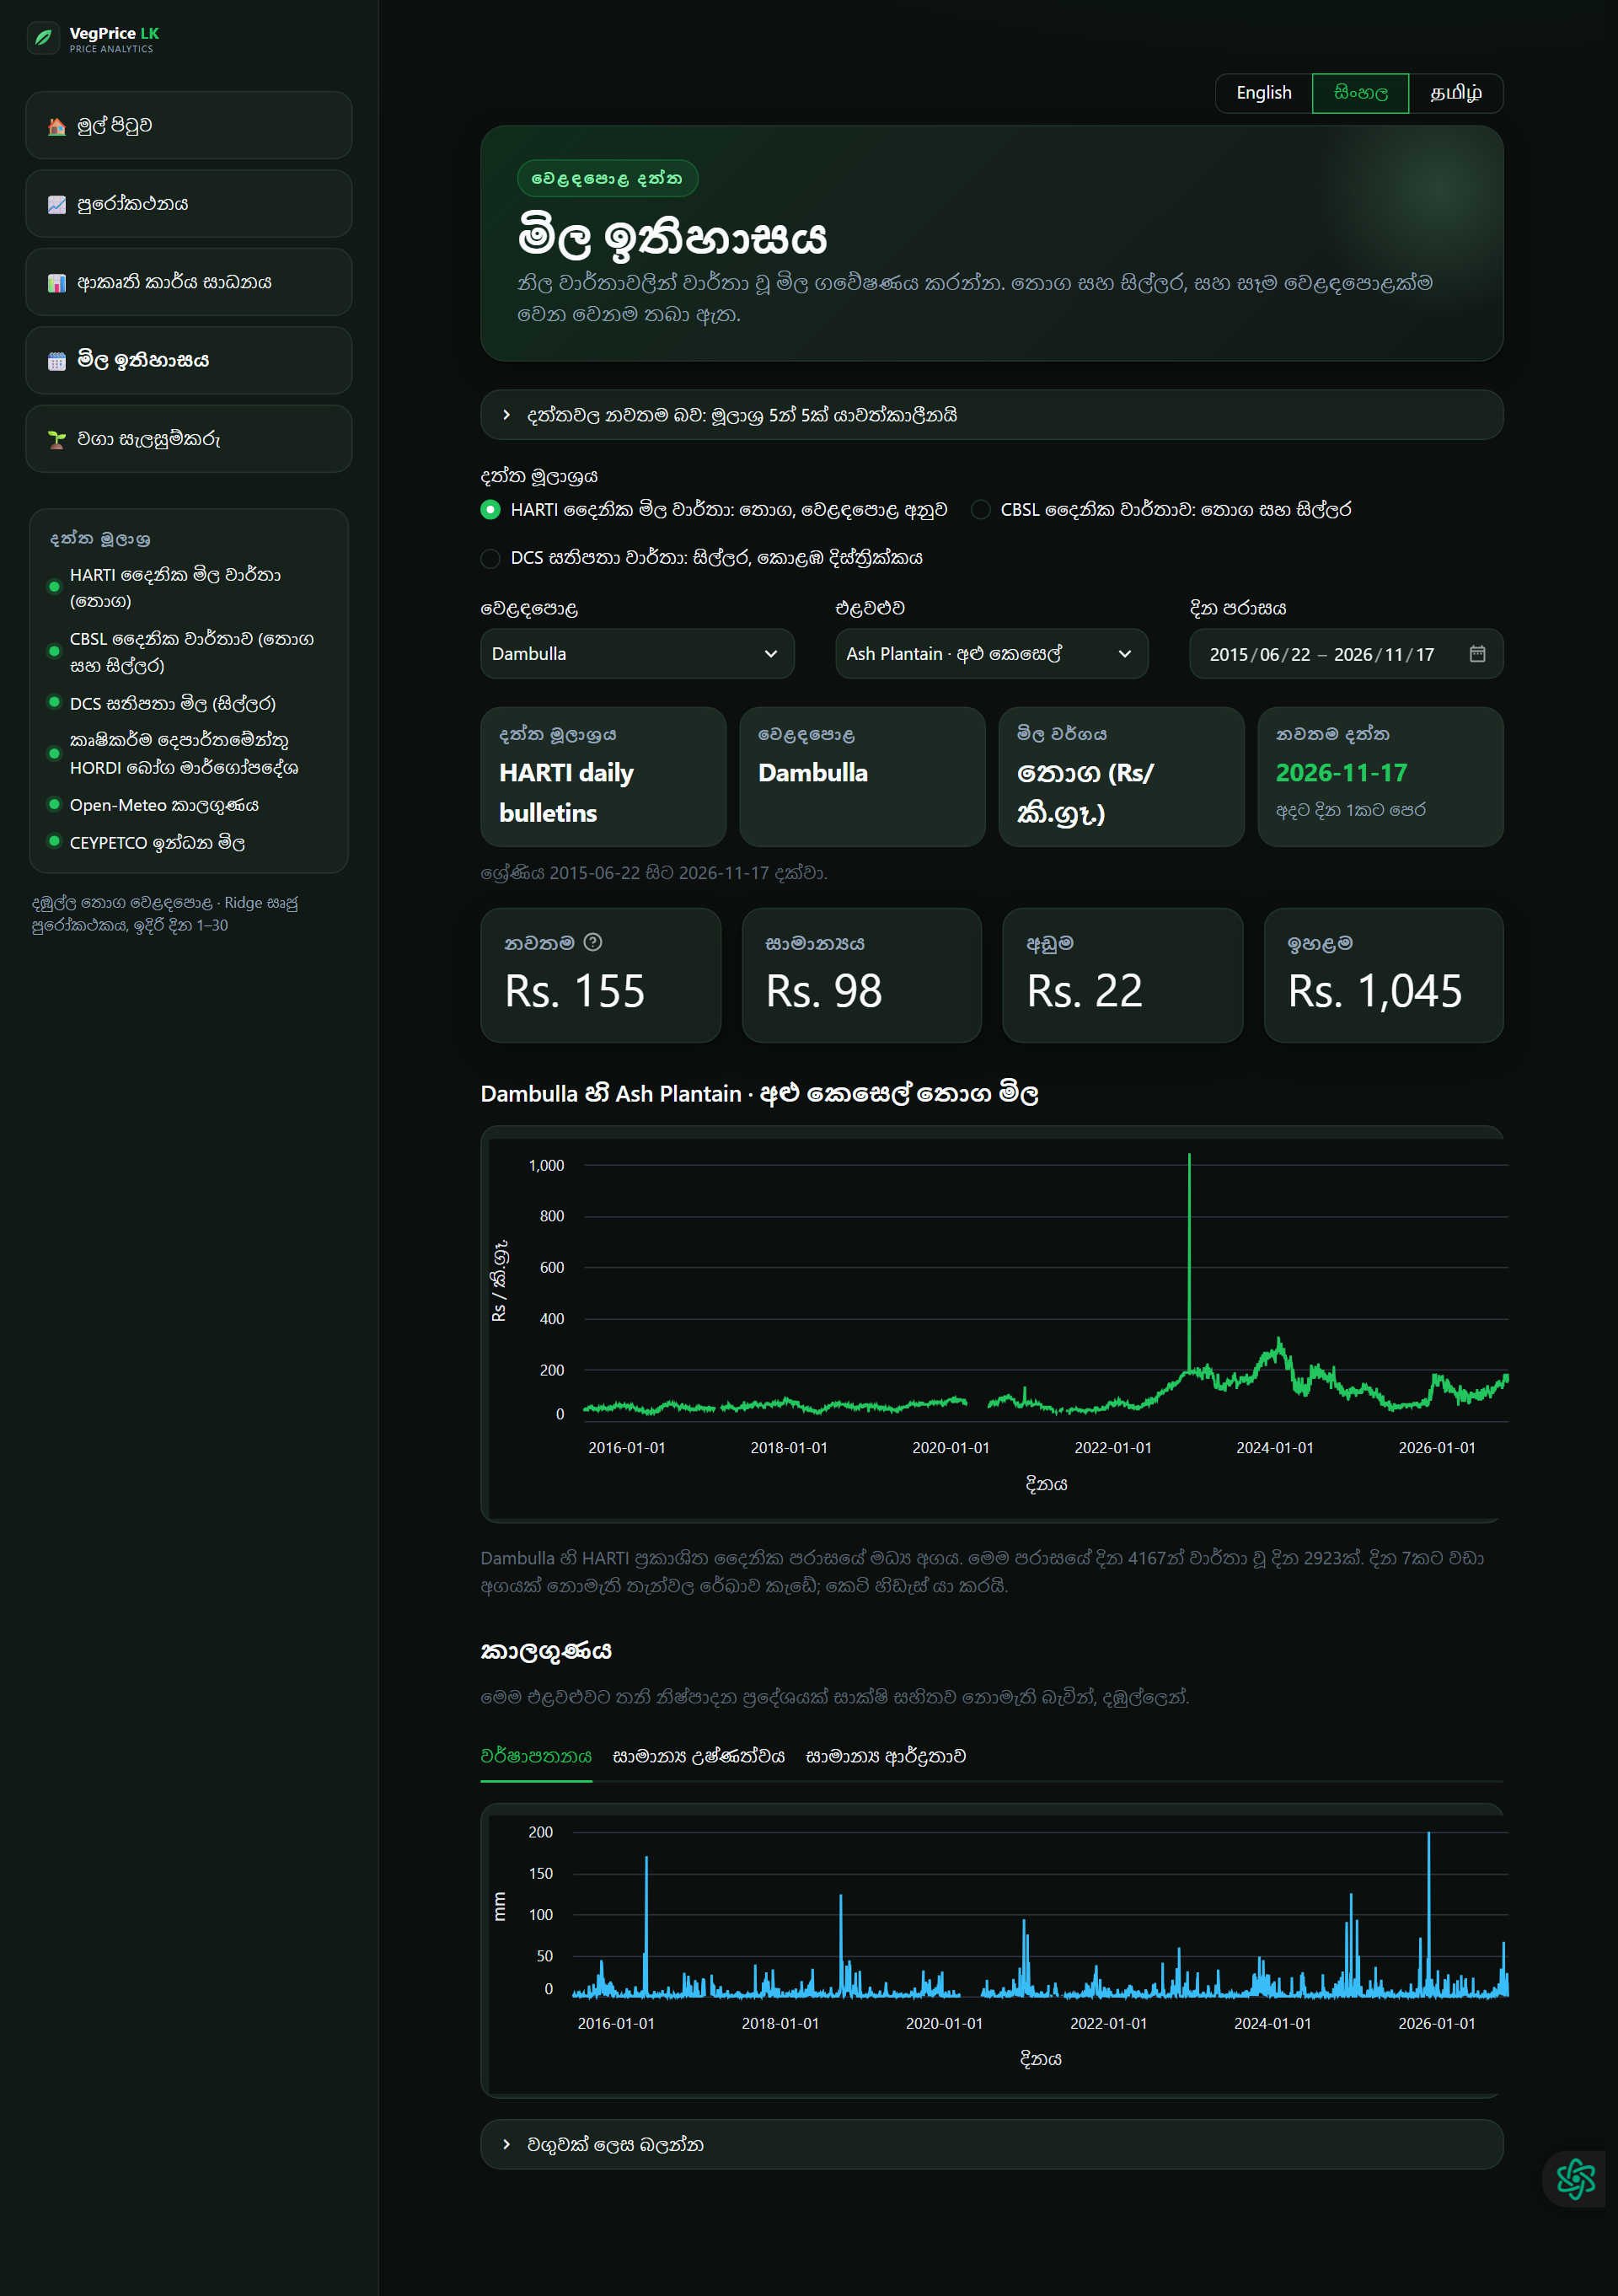 VegPrice LK
PRICE ANALYTICS
මුල් පිටුව
පුරෝකථනය
ආකෘති කාර්ය සාධනය
මිල ඉතිහාසය
වගා සැලසුම්කරු
දත්ත මූලාශ්‍ර
HARTI දෛනික මිල වාර්තා
(තොග)
CBSL දෛනික වාර්තාව (තොග
සහ සිල්ලර)
DCS සතිපතා මිල (සිල්ලර)
කෘෂිකර්ම දෙපාර්තමේන්තු
HORDI බෝග මාර්ගෝපදේශ
Open-Meteo කාලගුණය
CEYPETCO ඉන්ධන මිල
දඹුල්ල තොග වෙළඳපොළ · Ridge සෘජු
පුරෝකථකය, ඉදිරි දින 1–30
English
සිංහල
தமிழ்
වෙළඳපොළ දත්ත
මිල ඉතිහාසය
නිල වාර්තාවලින් වාර්තා වූ මිල ගවේෂණය කරන්න. තොග සහ සිල්ලර, සහ සෑම වෙළඳපොළක්ම
වෙන වෙනම තබා ඇත.
දත්තවල නවතම බව: මූලාශ්‍ර 5න් 5ක් යාවත්කාලීනයි
දත්ත මූලාශ්‍රය
HARTI දෛනික මිල වාර්තා: තොග, වෙළඳපොළ අනුව
CBSL දෛනික වාර්තාව: තොග සහ සිල්ලර
DCS සතිපතා වාර්තා: සිල්ලර, කොළඹ දිස්ත්‍රික්කය
වෙළඳපොළ
එළවළුව
දින පරාසය
Dambulla
Ash Plantain · අළු කෙසෙල්
2015/06/22 – 2026/11/17
දත්ත මූලාශ්‍රය
HARTI daily
bulletins
වෙළඳපොළ
Dambulla
මිල වර්ගය
තොග (Rs/
කි.ග්‍රෑ.)
නවතම දත්ත
2026-11-17
අදට දින 1කට පෙර
ශ්‍රේණිය 2015-06-22 සිට 2026-11-17 දක්වා.
නවතම
Rs. 155
සාමාන්‍යය
Rs. 98
අඩුම
Rs. 22
ඉහළම
Rs. 1,045
Dambulla හි Ash Plantain · අළු කෙසෙල් තොග මිල
1,000
800
600
400
200
0
Rs / කි.ග්‍රෑ.
2016-01-01
2018-01-01
2020-01-01
2022-01-01
2024-01-01
2026-01-01
දිනය
Dambulla හි HARTI ප්‍රකාශිත දෛනික පරාසයේ මධ්‍ය අගය. මෙම පරාසයේ දින 4167න් වාර්තා වූ දින 2923ක්. දින 7කට වඩා
අගයක් නොමැති තැන්වල රේඛාව කැඩේ; කෙටි හිඩැස් යා කරයි.
කාලගුණය
මෙම එළවළුවට තනි නිෂ්පාදන ප්‍රදේශයක් සාක්ෂි සහිතව නොමැති බැවින්, දඹුල්ලෙන්.
වර්ෂාපතනය
සාමාන්‍ය උෂ්ණත්වය
සාමාන්‍ය ආර්ද්‍රතාව
200
150
100
50
0
mm
2016-01-01
2018-01-01
2020-01-01
2022-01-01
2024-01-01
2026-01-01
දිනය
වගුවක් ලෙස බලන්න